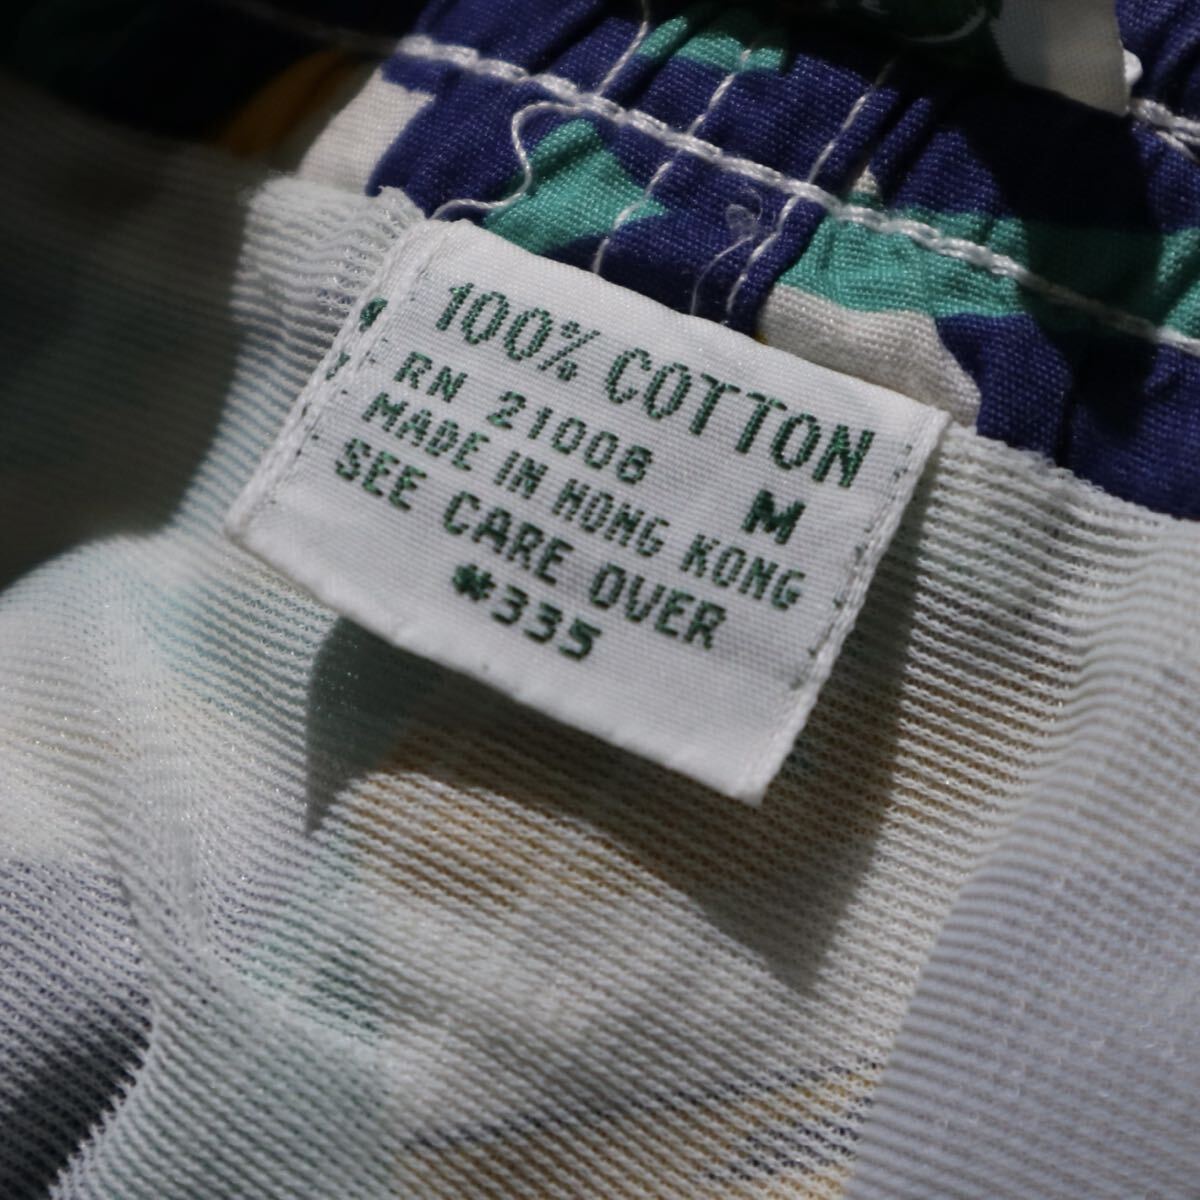 100% COTTON
RN 21006 M
MADE IN HONG KONG
SEE CARE OVER
#335